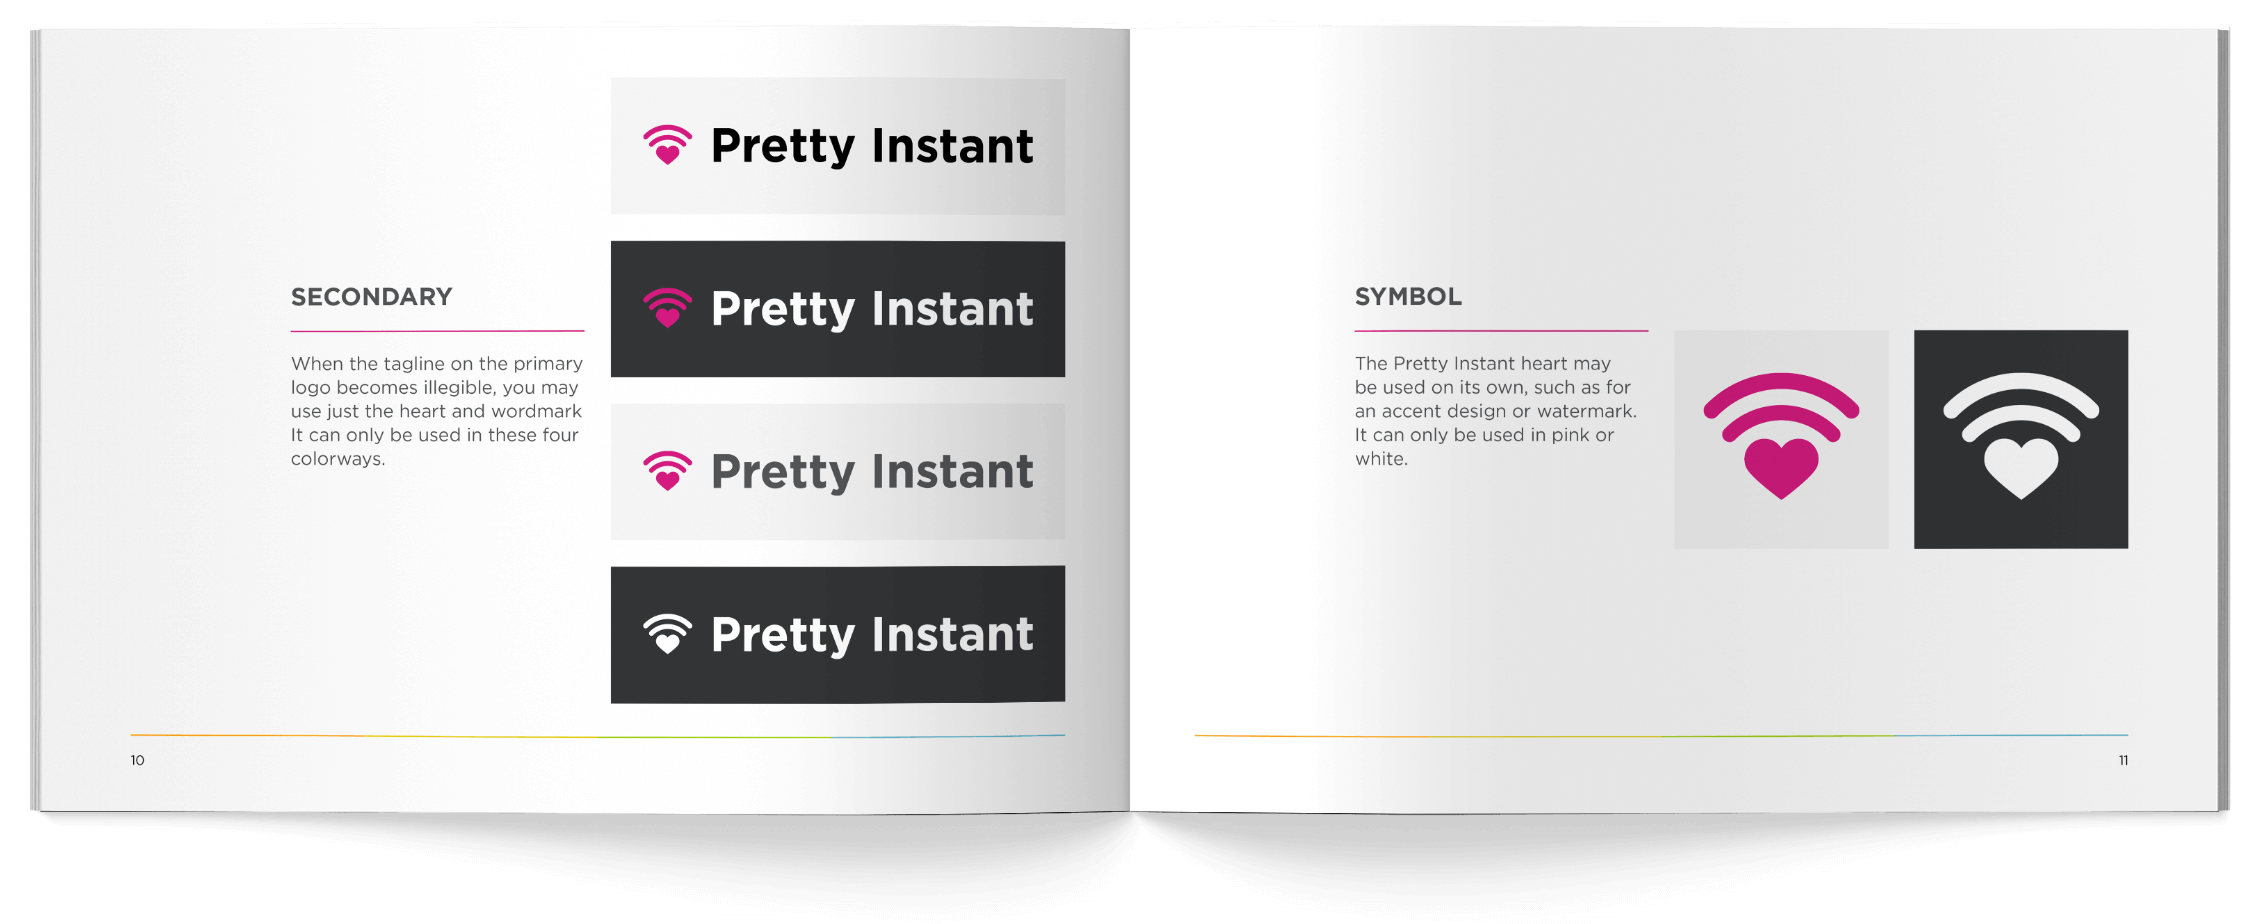 SECONDARY
When the tagline on the primary
logo becomes illegible, you may
use just the heart and wordmark
It can only be used in these four
colorways.
Pretty Instant
Pretty Instant
Pretty Instant
Pretty Instant
10
SYMBOL
The Pretty Instant heart may
be used on its own, such as for
an accent design or watermark.
It can only be used in pink or
white.
11